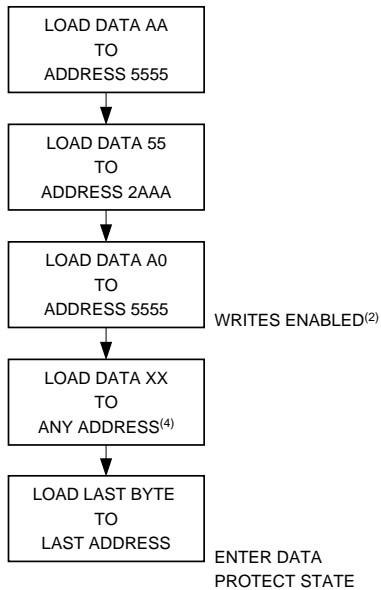 LOAD DATA AA
TO
ADDRESS 5555
LOAD DATA 55
TO
ADDRESS 2AAA
LOAD DATA A0
TO
ADDRESS 5555
WRITES ENABLED(2)
LOAD DATA XX
TO
ANY ADDRESS(4)
LOAD LAST BYTE
TO
LAST ADDRESS
ENTER DATA
PROTECT STATE